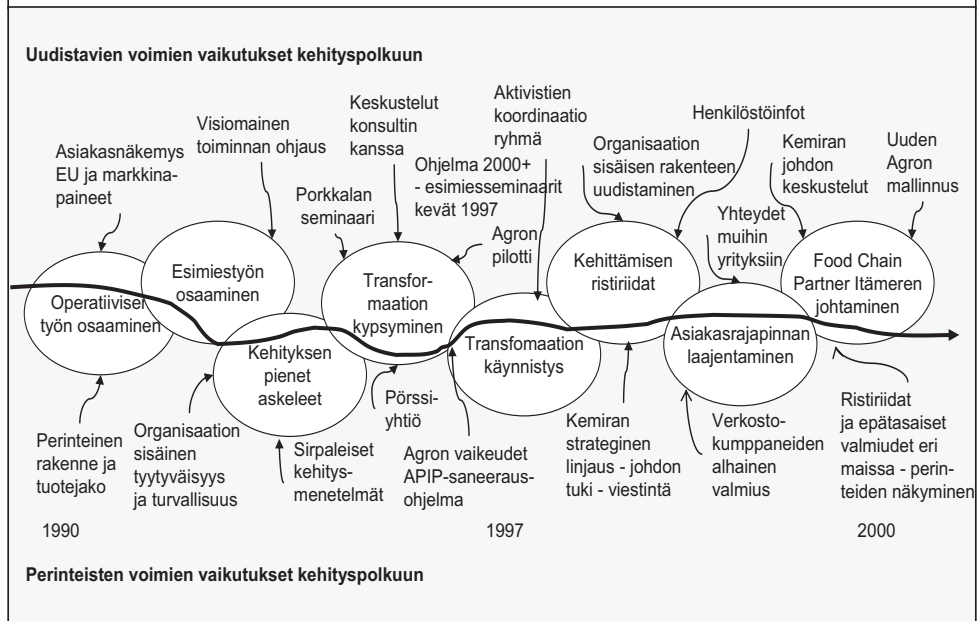 Uudistavien voimien vaikutukset kehityspolkuun
Asiakasnäkemys
EU ja markkina-
paineet
Visiomainen
toiminnan ohjaus
Porkkalan
seminaari
Keskustelut
konsultin
kanssa
Ohjelma 2000+
- esimiesseminaarit
kevät 1997
Agron
pilotti
Aktivistien
koordinaatio
ryhmä
Organisaation
sisäisen rakenteen
uudistaminen
Henkilöstöinfot
Yhteydet
muihin
yrityksiin
Kemiran
johdon
keskustelut
Uuden
Agron
mallinnus
Operatiivisen
työn osaaminen
Esimiestyön
osaaminen
Kehityksen
pienet
askeleet
Transfor-
maation
kypsyminen
Transfomaation
käynnistys
Kehittämisen
ristiriidat
Asiakasrajapinnan
laajentaminen
Food Chain
Partner Itämeren
johtaminen
Perinteinen
rakenne ja
tuotejako
Organisaation
sisäinen
tyytyväisyys
ja turvallisuus
Sirpaleiset
kehitys-
menetelmät
Pörssi-
yhtiö
Agron vaikeudet
APIP-saneeraus-
ohjelma
Kemiran
strateginen
linjaus - johdon
tuki - viestintä
Verkosto-
kumppaneiden
alhainen
valmius
Ristiriidat
ja epätasaiset
valmiudet eri
maissa - perin-
teiden näkyminen
1990
1997
2000
Perinteisten voimien vaikutukset kehityspolkuun